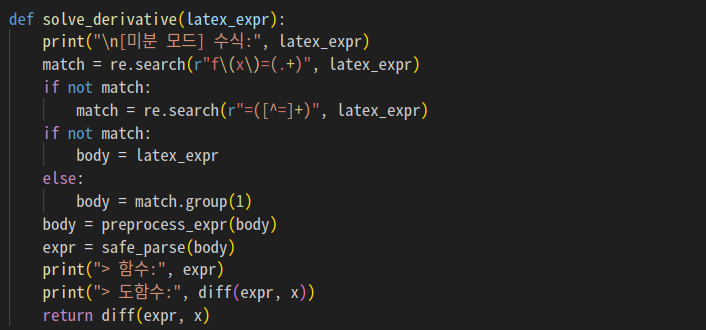 def solve_derivative(latex_expr):
    print("\n[미분 모드] 수식:", latex_expr)
    match = re.search(r"f\(x\)=(.+)", latex_expr)
    if not match:
        match = re.search(r"=([^=]+)", latex_expr)
    if not match:
        body = latex_expr
    else:
        body = match.group(1)
    body = preprocess_expr(body)
    expr = safe_parse(body)
    print("> 함수:", expr)
    print("> 도함수:", diff(expr, x))
    return diff(expr, x)